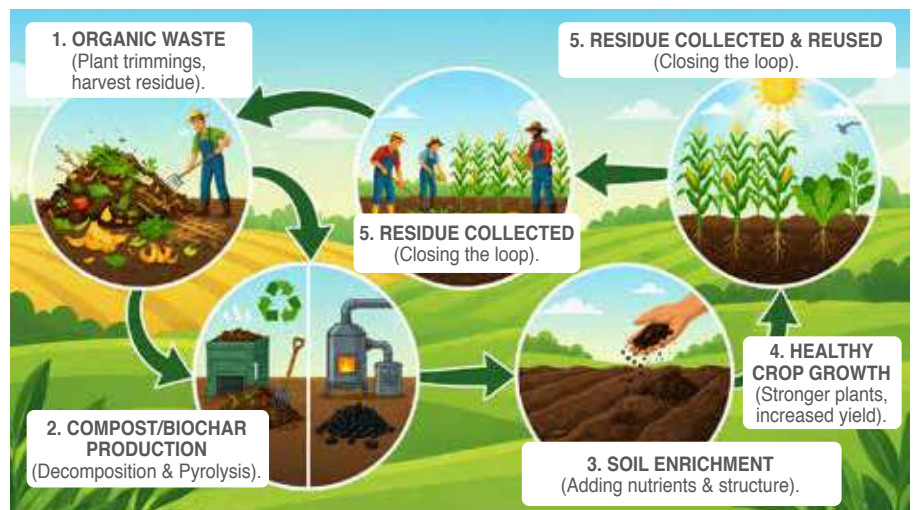 1. ORGANIC WASTE
(Plant trimmings,
harvest residue).
5. RESIDUE COLLECTED & REUSED
(Closing the loop).
5. RESIDUE COLLECTED
(Closing the loop).
2. COMPOST/BIOCHAR
PRODUCTION
(Decomposition & Pyrolysis).
3. SOIL ENRICHMENT
(Adding nutrients & structure).
4. HEALTHY
CROP GROWTH
(Stronger plants,
increased yield).